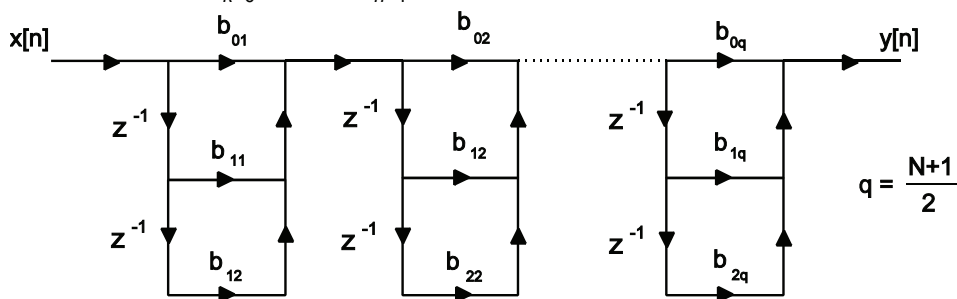 x[n]
b01
b02
b0q
y[n]
z-1
z-1
z-1
b11
b12
b1q
q = N+1
2
z-1
z-1
z-1
b12
b22
b2q